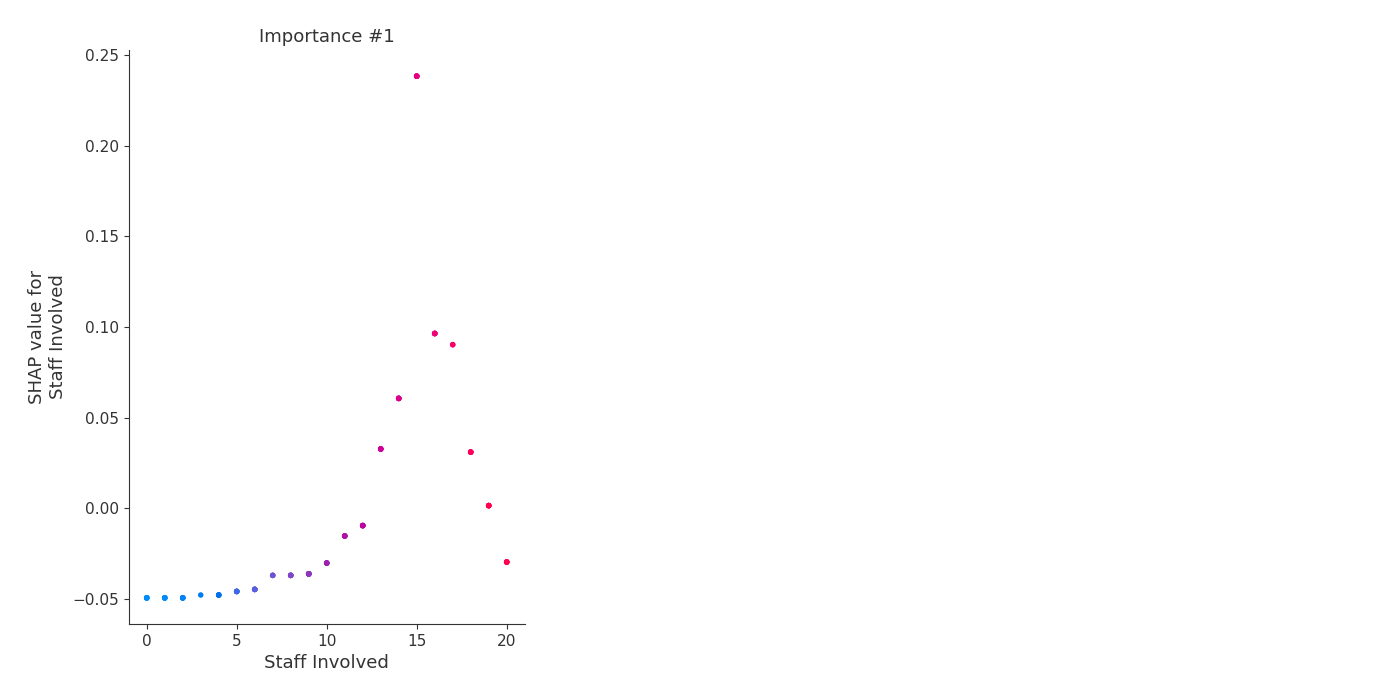 Importance #1
0.25
0.20
0.15
0.10
0.05
0.00
−0.05
SHAP value for
Staff Involved
0 5 10 15 20
Staff Involved